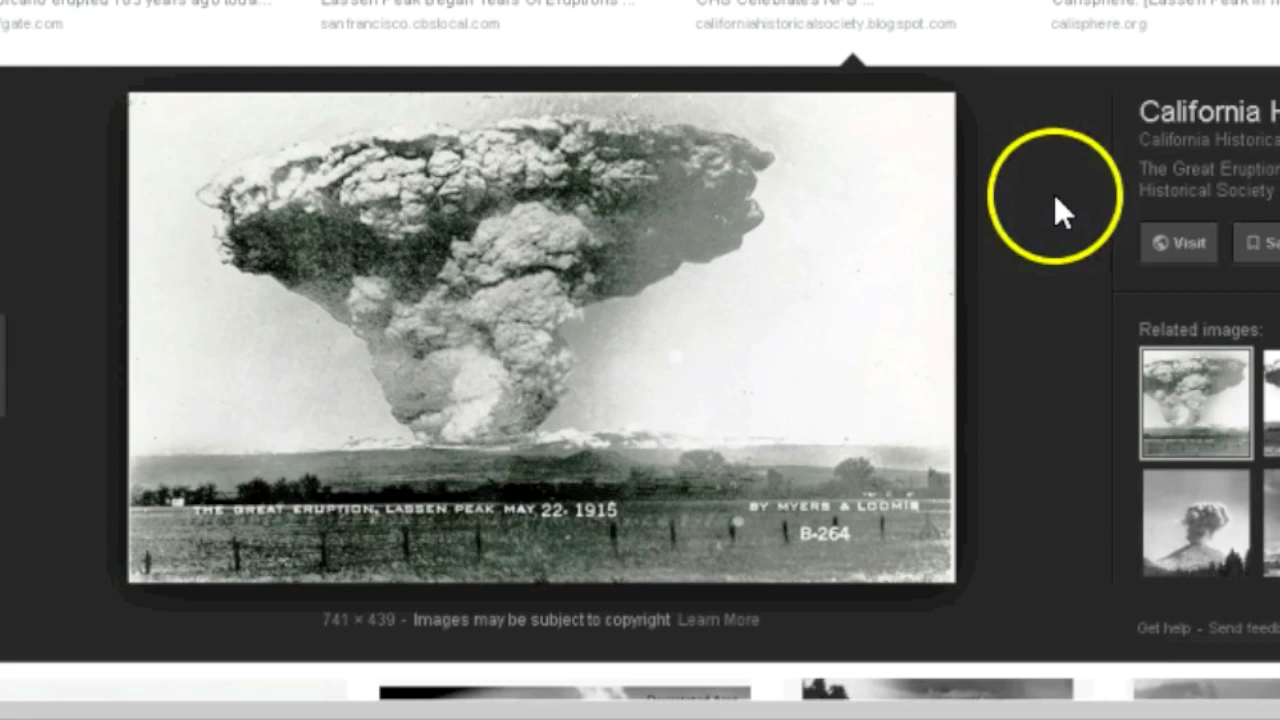 sanfrancisco.cbslocal.com
californiahistoricalsociety.blogspot.com
calisphere.org
California H
California Historica
The Great Eruption
Historical Society
Visit
Related images:
THE GREAT ERUPTION, LASSEN PEAK MAY 22. 1915
BY MYERS & LOOMIS
B-264
741 × 439 - Images may be subject to copyright Learn More
Get help - Send feedb